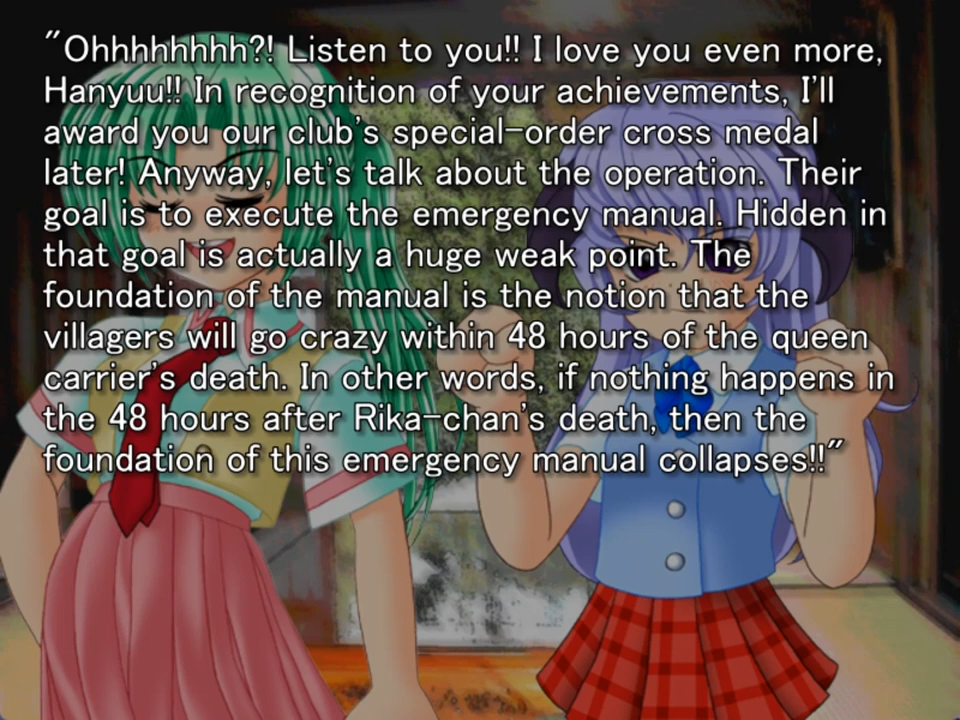 "Ohhhhhhhh?! Listen to you!! I love you even more,
Hanyuu!! In recognition of your achievements, I'll
award you our club's special-order cross medal
later! Anyway, let's talk about the operation. Their
goal is to execute the emergency manual. Hidden in
that goal is actually a huge weak point. The
foundation of the manual is the notion that the
villagers will go crazy within 48 hours of the queen
carrier's death. In other words, if nothing happens in
the 48 hours after Rika-chan's death, then the
foundation of this emergency manual collapses!!"